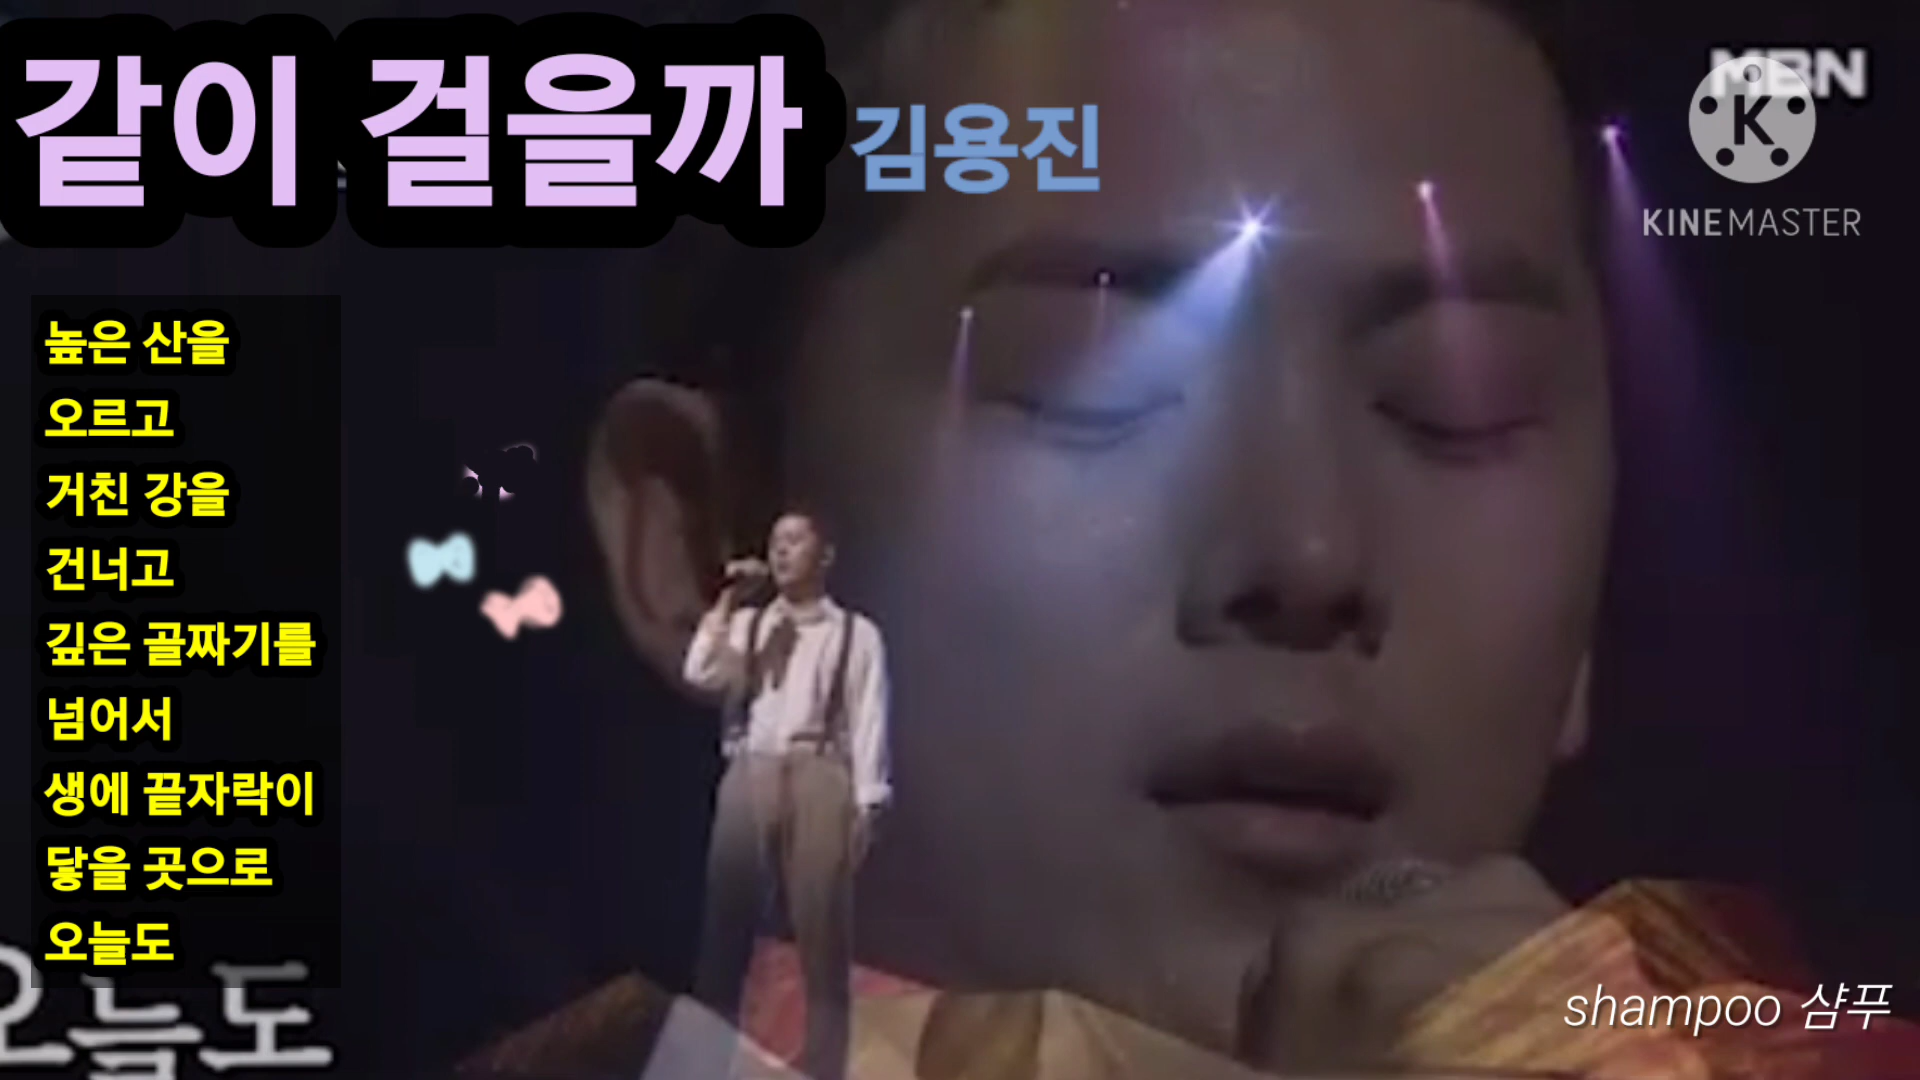 같이 걸을까 김용진
MBN
K
KINEMASTER
높은 산을
오르고
거친 강을
건너고
깊은 골짜기를
넘어서
생에 끝자락이
닿을 곳으로
오늘도
오늘도
shampoo 샴푸